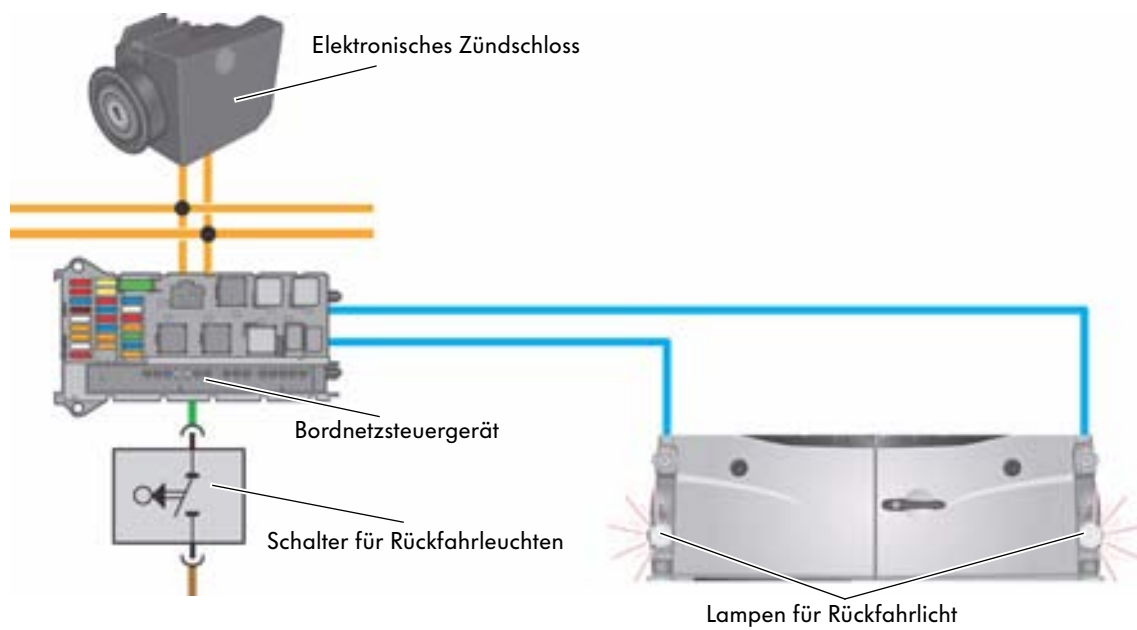 Elektronisches Zündschloss
Bordnetzsteuergerät
Schalter für Rückfahrleuchten
Lampen für Rückfahrlicht